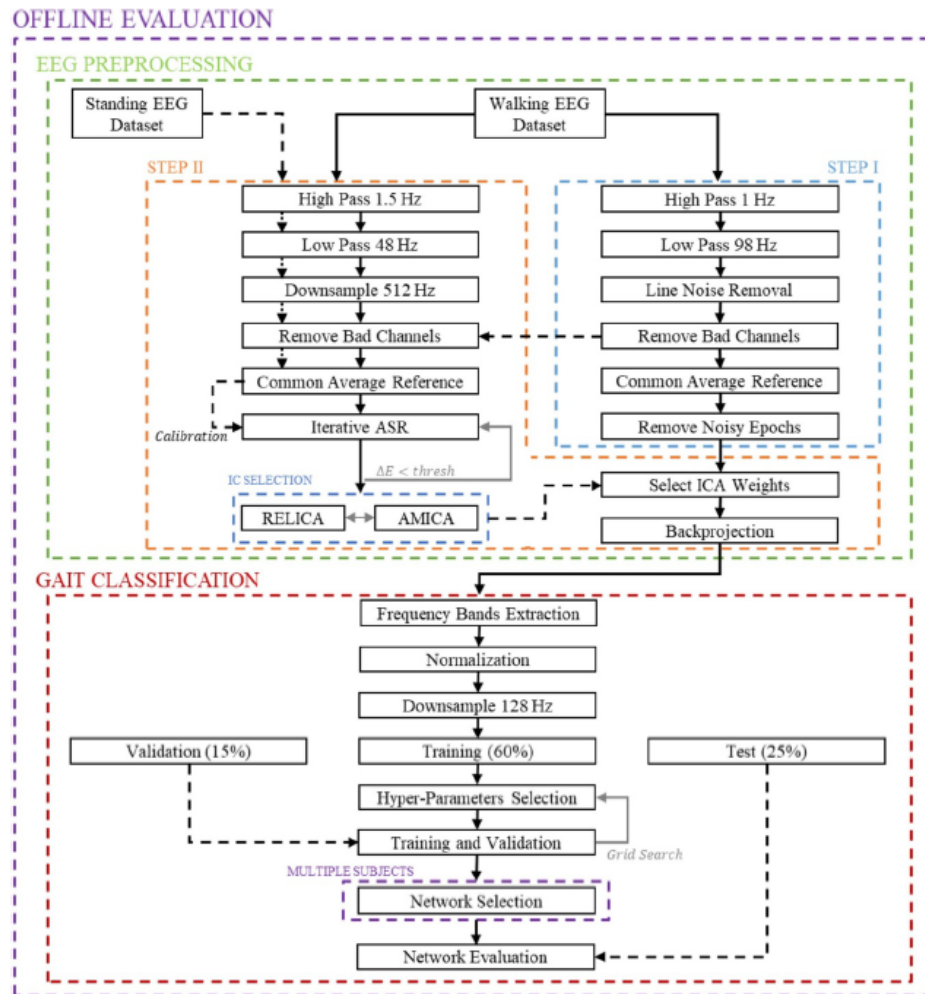 OFFLINE EVALUATION
EEG PREPROCESSING
Standing EEG
Dataset
Walking EEG
Dataset
STEP II
STEP I
High Pass 1.5 Hz
High Pass 1 Hz
Low Pass 48 Hz
Low Pass 98 Hz
Downsample 512 Hz
Line Noise Removal
Remove Bad Channels
Remove Bad Channels
Common Average Reference
Common Average Reference
Calibration
Iterative ASR
Remove Noisy Epochs
ΔE < thresh
IC SELECTION
Select ICA Weights
RELICA
AMICA
Backprojection
GAIT CLASSIFICATION
Frequency Bands Extraction
Normalization
Downsample 128 Hz
Validation (15%)
Training (60%)
Test (25%)
Hyper-Parameters Selection
Training and Validation
Grid Search
MULTIPLE SUBJECTS
Network Selection
Network Evaluation